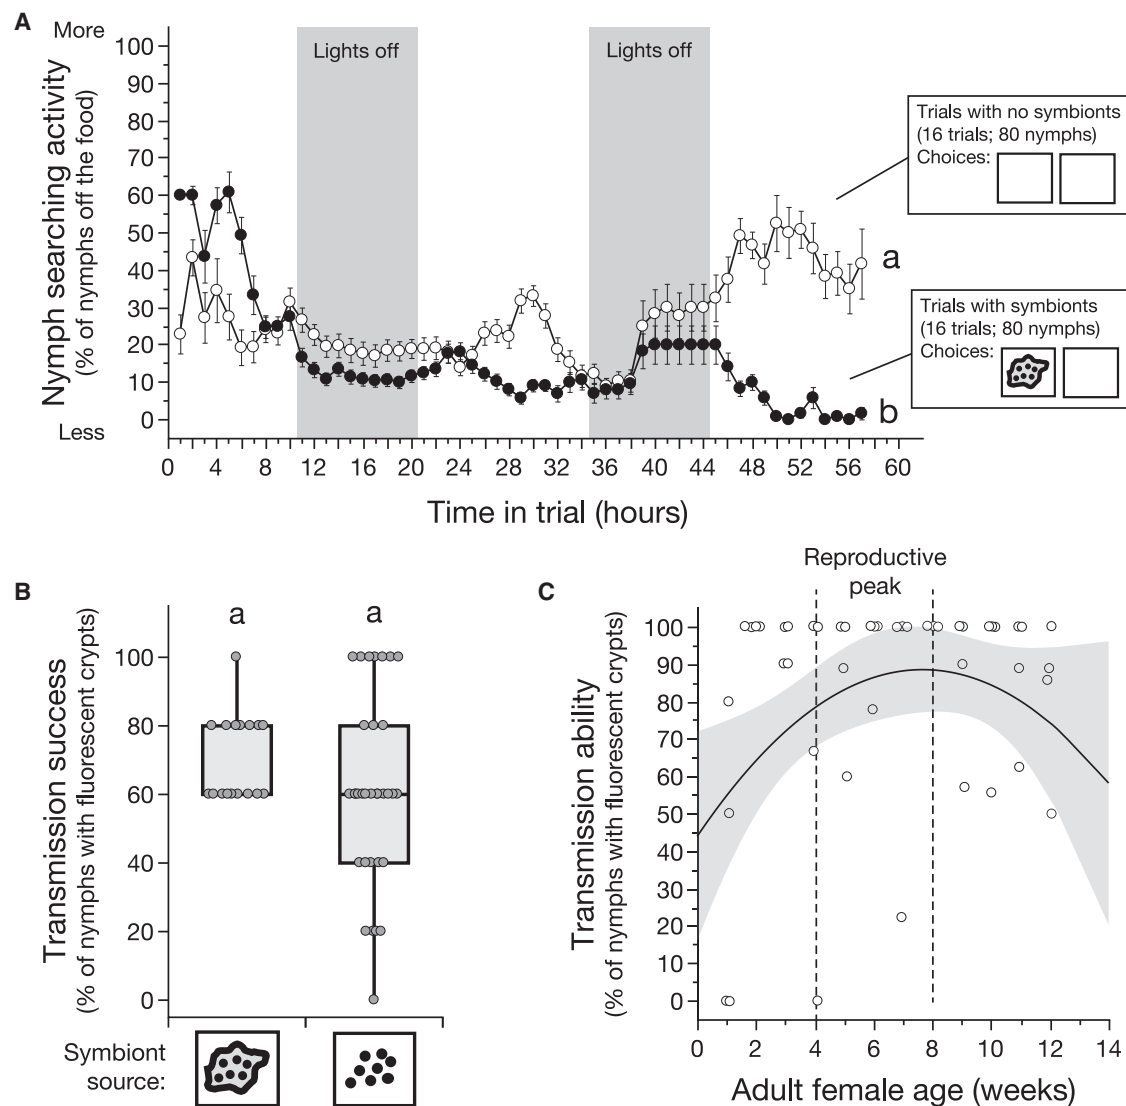 A
More
Nymph searching activity
(% of nymphs off the food)
Less
100
90
80
70
60
50
40
30
20
10
0
Lights off
Lights off
Trials with no symbionts
(16 trials; 80 nymphs)
Choices:
a
Trials with symbionts
(16 trials; 80 nymphs)
Choices:
b
0 4 8 12 16 20 24 28 32 36 40 44 48 52 56 60
Time in trial (hours)
B
Transmission success
(% of nymphs with fluorescent crypts)
a a
100
80
60
40
20
0
Symbiont
source:
C
Reproductive
peak
Transmission ability
(% of nymphs with fluorescent crypts)
100
90
80
70
60
50
40
30
20
10
0
0 2 4 6 8 10 12 14
Adult female age (weeks)